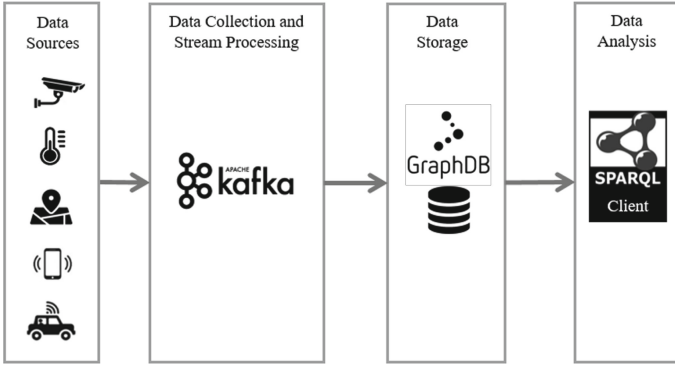 Data
Sources
Data Collection and
Stream Processing
APACHE
kafka
Data
Storage
GraphDB
Data
Analysis
SPARQL
Client